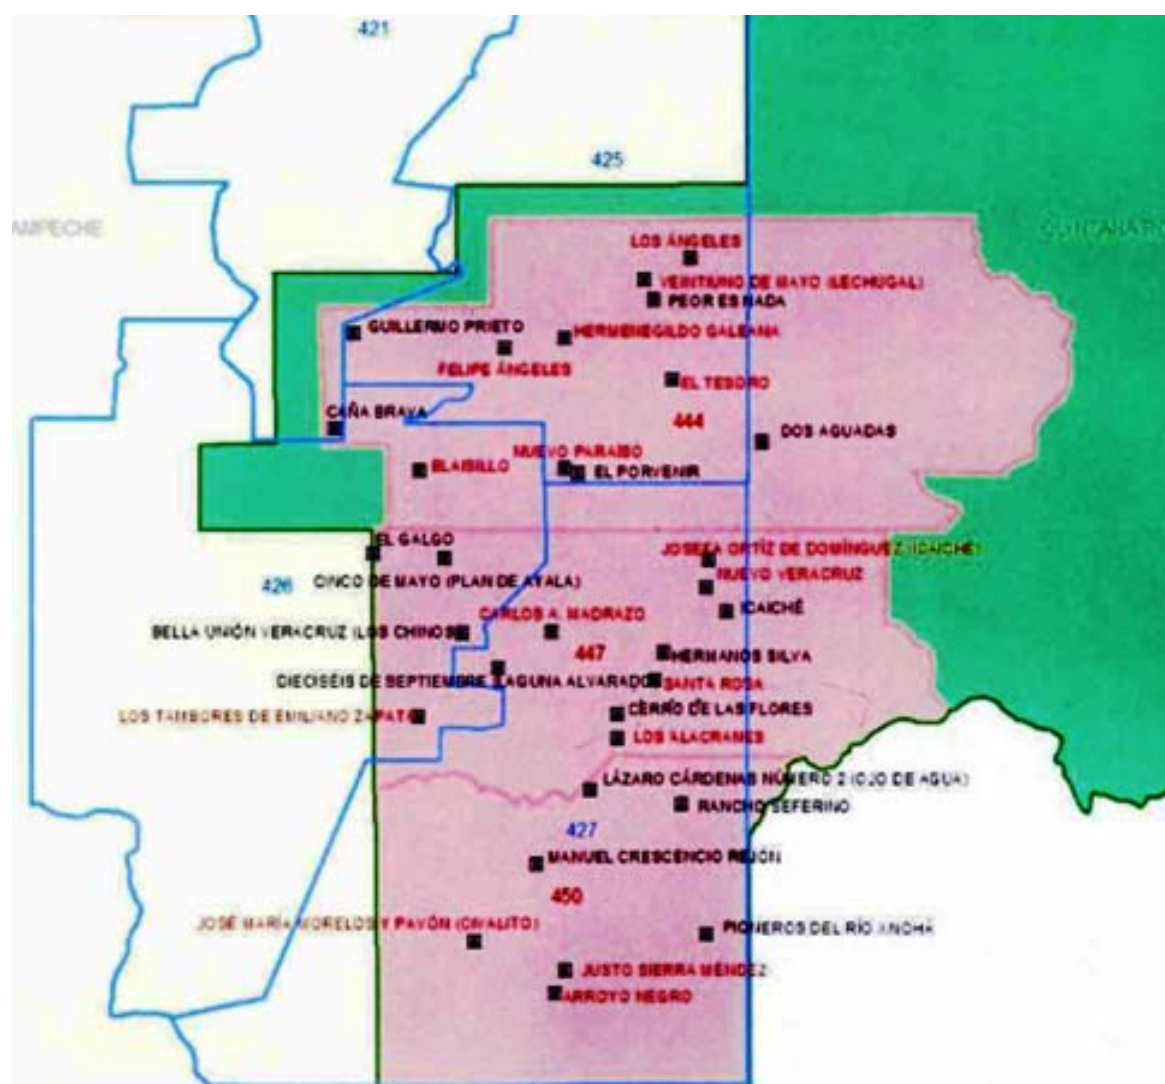 421
425
AMPECHE
QUINTANA RO
LOS ÁNGELES
VEINTIUNO DE MAYO (LECHUGAL)
PEOR ES NADA
GUILLERMO PRIETO
HERMENEGILDO GALEANA
FELIPE ÁNGELES
EL TESORO
CAÑA BRAVA
444
DOS AGUADAS
NUEVO PARAISO
BLAISILLO
EL PORVENIR
EL GALGO
JOSEFA ORTÍZ DE DOMÍNGUEZ (ICAICHE)
426
CINCO DE MAYO (PLAN DE AYALA)
NUEVO VERACRUZ
CARLOS A. MADRAZO
ICAICHÉ
BELLA UNIÓN VERACRUZ (LOS CHINOS
447
HERMANOS SILVA
DIECISÉIS DE SEPTIEMBRE (LAGUNA ALVARADO
SANTA ROSA
LOS TAMBORES DE EMILIANO ZAPATA
CERRO DE LAS FLORES
LOS ALACRANES
LÁZARO CÁRDENAS NÚMERO 2 (OJO DE AGUA)
RANCHO SEFERINO
427
MANUEL CRESCENCIO REJÓN
450
JOSÉ MARÍA MORELOS Y PAVÓN (CIVALITO)
PIONEROS DEL RÍO XNOHÁ
JUSTO SIERRA MÉNDEZ
ARROYO NEGRO